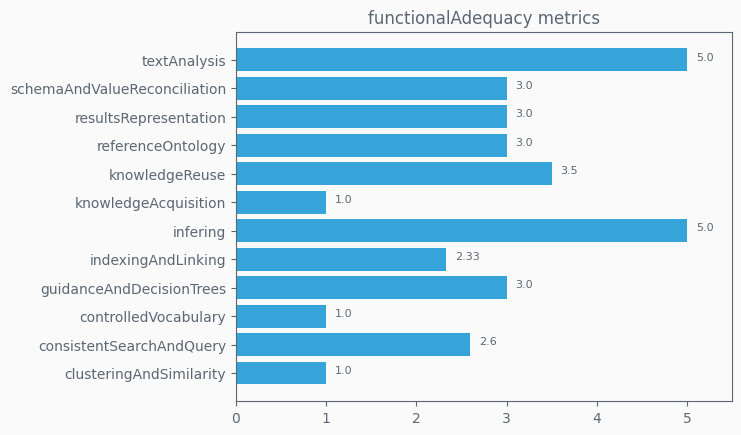 functionalAdequacy metrics
textAnalysis 5.0
schemaAndValueReconciliation 3.0
resultsRepresentation 3.0
referenceOntology 3.0
knowledgeReuse 3.5
knowledgeAcquisition 1.0
infering 5.0
indexingAndLinking 2.33
guidanceAndDecisionTrees 3.0
controlledVocabulary 1.0
consistentSearchAndQuery 2.6
clusteringAndSimilarity 1.0
0 1 2 3 4 5